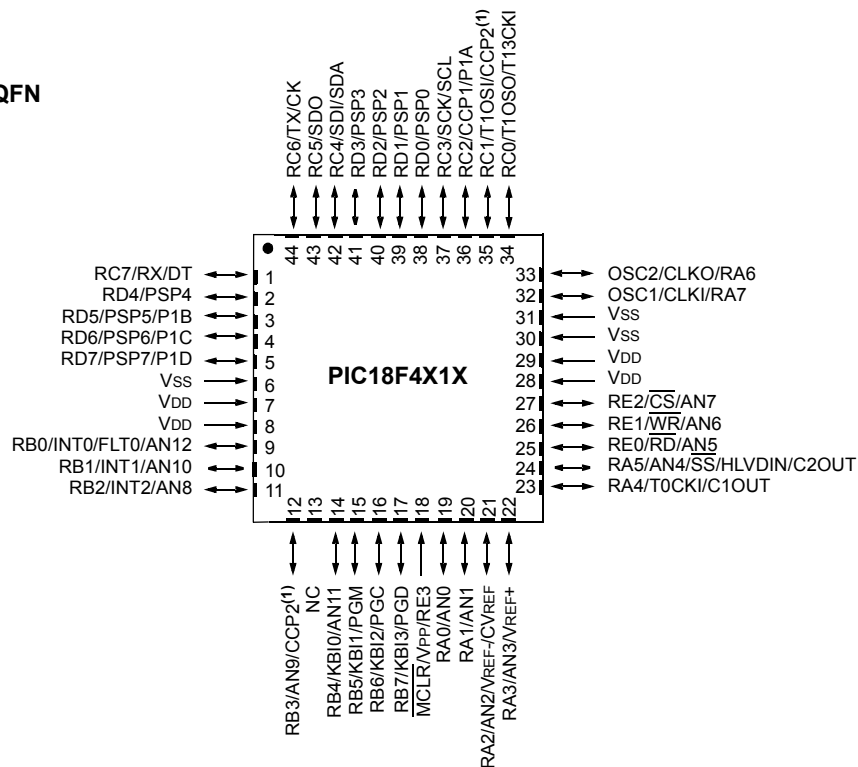 QFN
RC6/TX/CK
RC5/SDO
RC4/SDI/SDA
RD3/PSP3
RD2/PSP2
RD1/PSP1
RD0/PSP0
RC3/SCK/SCL
RC2/CCP1/P1A
RC1/T1OSI/CCP2(1)
RC0/T1OSO/T13CKI
44
43
42
41
40
39
38
37
36
35
34
RC7/RX/DT 1
RD4/PSP4 2
RD5/PSP5/P1B 3
RD6/PSP6/P1C 4
RD7/PSP7/P1D 5
VSS 6
VDD 7
VDD 8
RB0/INT0/FLT0/AN12 9
RB1/INT1/AN10 10
RB2/INT2/AN8 11
PIC18F4X1X
33 OSC2/CLKO/RA6
32 OSC1/CLKI/RA7
31 VSS
30 VSS
29 VDD
28 VDD
27 RE2/CS/AN7
26 RE1/WR/AN6
25 RE0/RD/AN5
24 RA5/AN4/SS/HLVDIN/C2OUT
23 RA4/T0CKI/C1OUT
12
13
14
15
16
17
18
19
20
21
22
RB3/AN9/CCP2(1)
NC
RB4/KBI0/AN11
RB5/KBI1/PGM
RB6/KBI2/PGC
RB7/KBI3/PGD
MCLR/VPP/RE3
RA0/AN0
RA1/AN1
RA2/AN2/VREF-/CVREF
RA3/AN3/VREF+